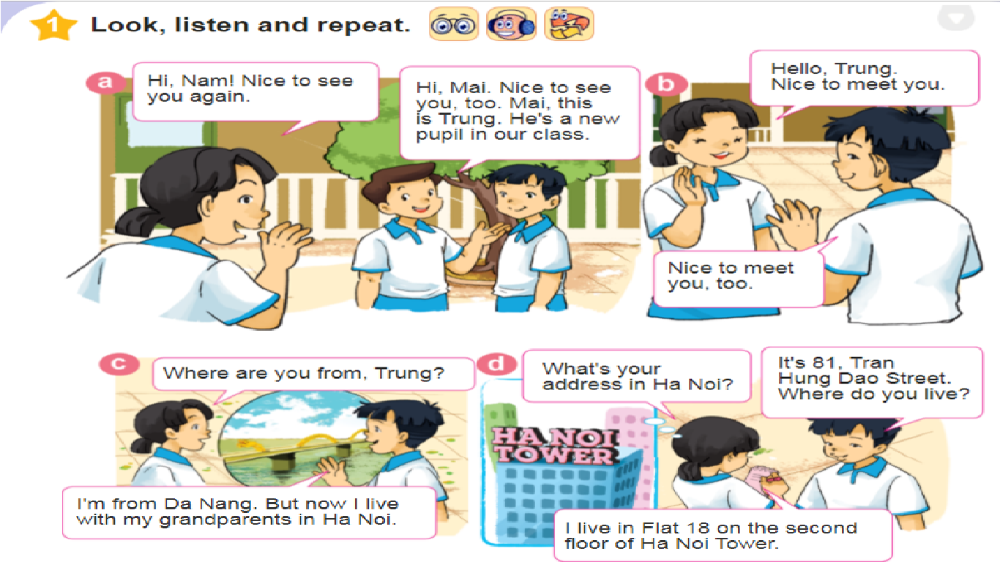 1 Look, listen and repeat.
a
Hi, Nam! Nice to see
you again.
Hi, Mai. Nice to see
you, too. Mai, this
is Trung. He's a new
pupil in our class.
b
Hello, Trung.
Nice to meet you.
Nice to meet
you, too.
c
Where are you from, Trung?
I'm from Da Nang. But now I live
with my grandparents in Ha Noi.
d
What's your
address in Ha Noi?
It's 81, Tran
Hung Dao Street.
Where do you live?
HA NOI
TOWER
I live in Flat 18 on the second
floor of Ha Noi Tower.